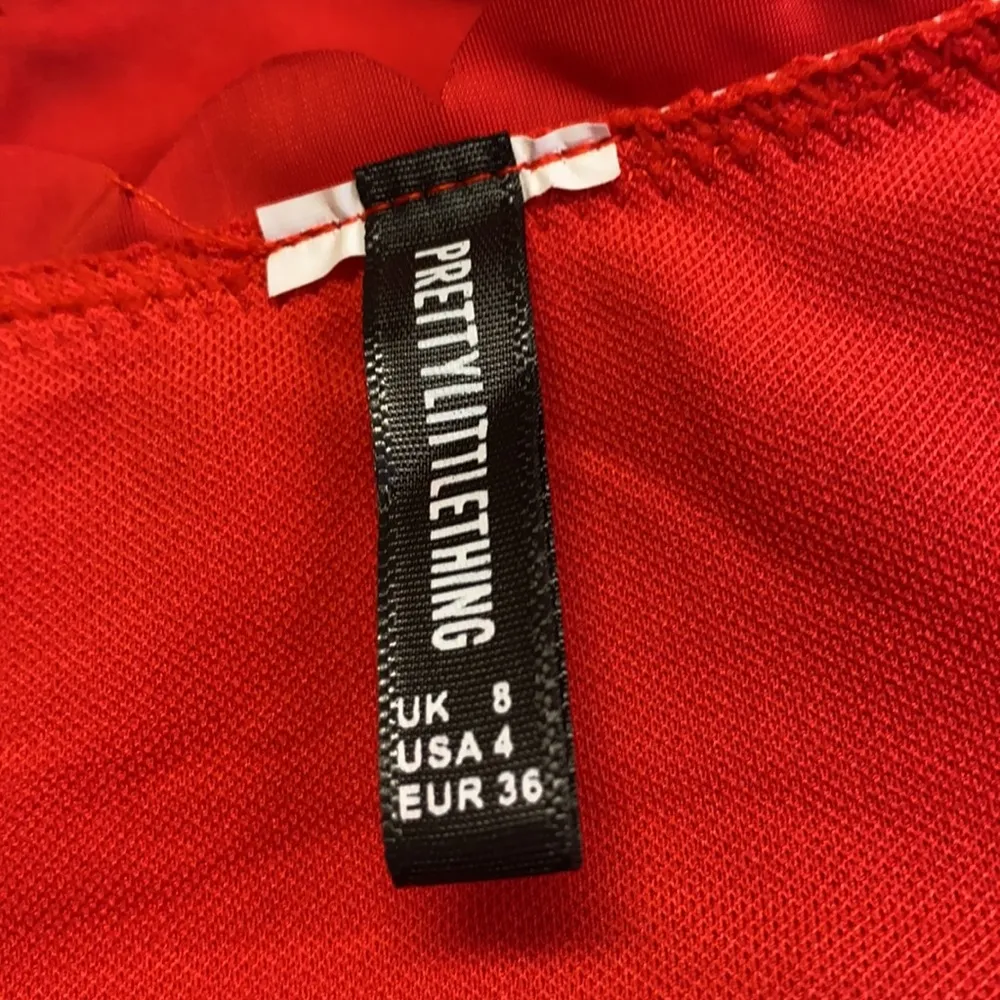 PRETTYLITTLETHING
UK 8
USA 4
EUR 36